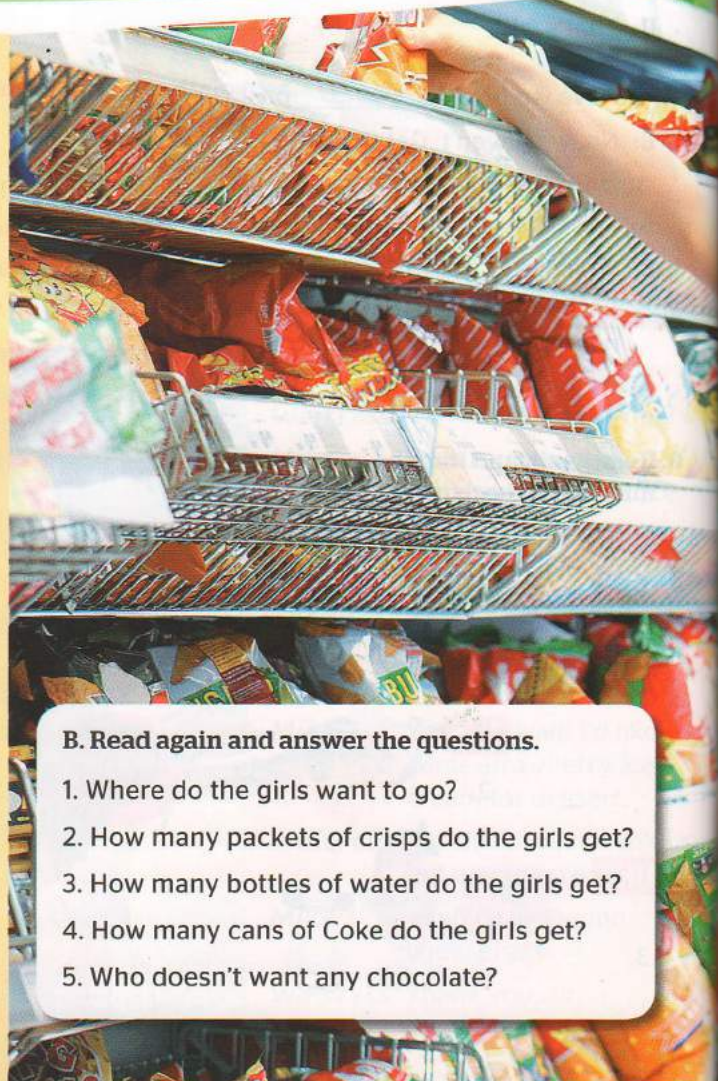 B. Read again and answer the questions.
1. Where do the girls want to go?
2. How many packets of crisps do the girls get?
3. How many bottles of water do the girls get?
4. How many cans of Coke do the girls get?
5. Who doesn't want any chocolate?